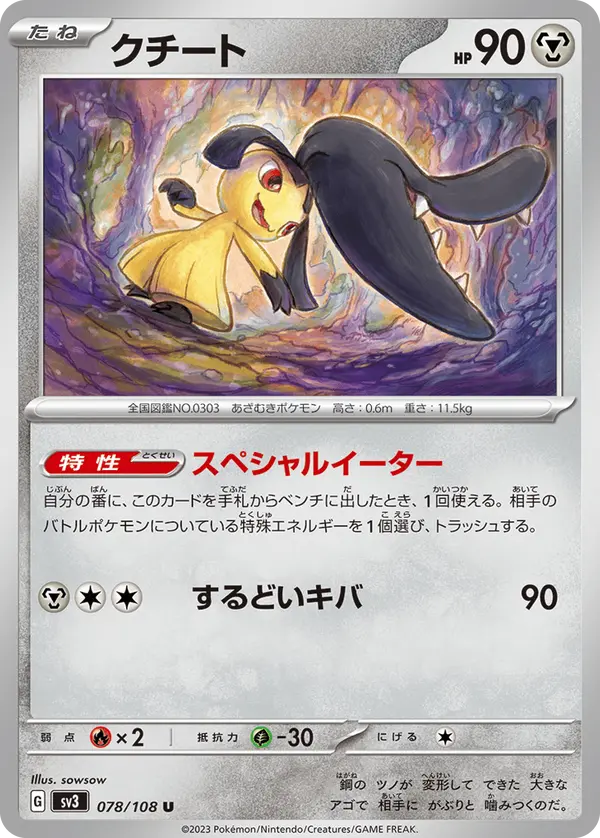 たね クチート HP 90
全国図鑑NO.0303 あざむきポケモン 高さ:0.6m 重さ:11.5kg
特性 とくせい スペシャルイーター
自分の番に、このカードを手札からベンチに出したとき、1回使える。相手の
バトルポケモンについている特殊エネルギーを1個選び、トラッシュする。
するどいキバ 90
弱点 ×2 抵抗力 -30 にげる
Illus. sowsow
G sv3 078/108 U
鋼の ツノが 変形して できた 大きな
アゴで 相手に がぶりと 噛みつくのだ。
©2023 Pokémon/Nintendo/Creatures/GAME FREAK.